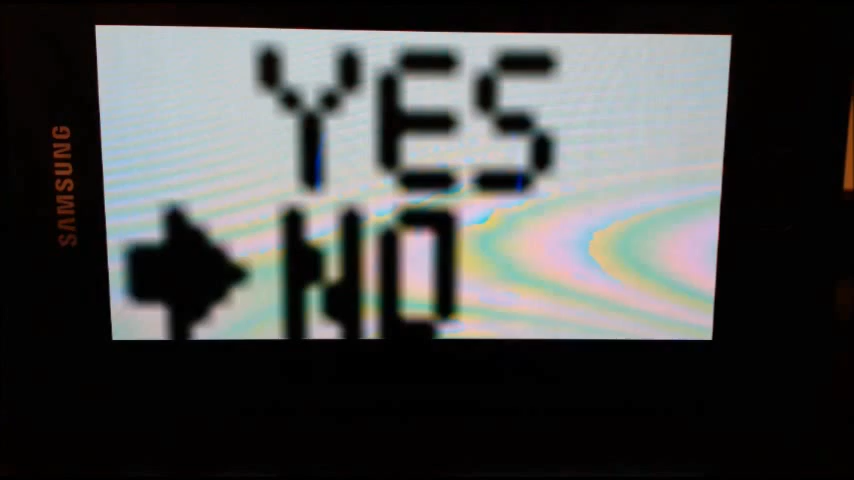 SAMSUNG
YES
NO